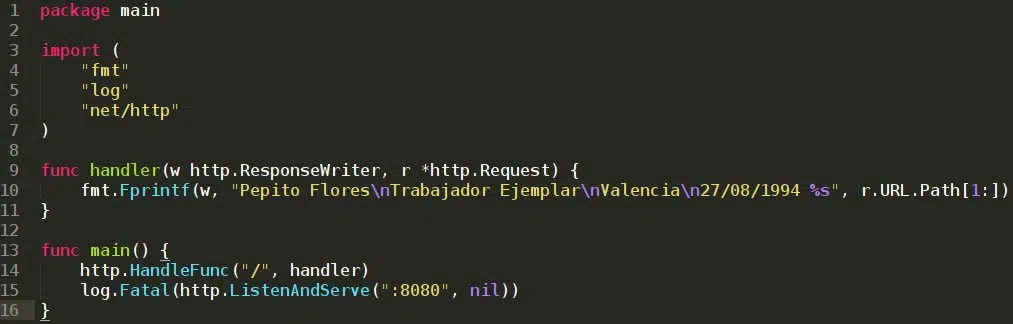 1 package main
2
3 import (
4     "fmt"
5     "log"
6     "net/http"
7 )
8
9 func handler(w http.ResponseWriter, r *http.Request) {
10     fmt.Fprintf(w, "Pepito Flores\nTrabajador Ejemplar\nValencia\n27/08/1994 %s", r.URL.Path[1:])
11 }
12
13 func main() {
14     http.HandleFunc("/", handler)
15     log.Fatal(http.ListenAndServe(":8080", nil))
16 }